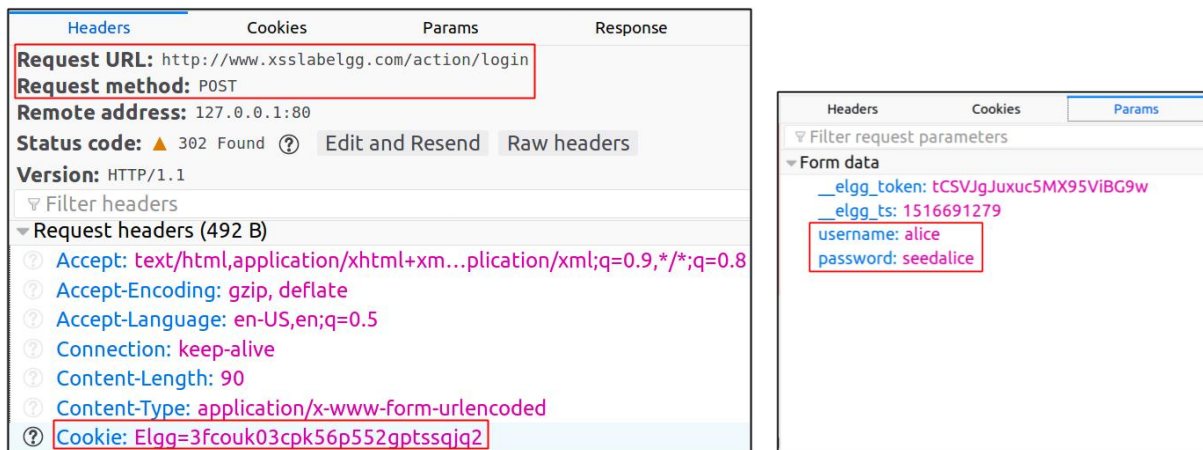 Headers Cookies Params Response
Request URL: http://www.xsslabelgg.com/action/login
Request method: POST
Remote address: 127.0.0.1:80
Status code: 302 Found ? Edit and Resend Raw headers
Version: HTTP/1.1
Filter headers
Request headers (492 B)
? Accept: text/html,application/xhtml+xm…plication/xml;q=0.9,*/*;q=0.8
? Accept-Encoding: gzip, deflate
? Accept-Language: en-US,en;q=0.5
? Connection: keep-alive
? Content-Length: 90
? Content-Type: application/x-www-form-urlencoded
? Cookie: Elgg=3fcouk03cpk56p552gptssqjq2
Headers Cookies Params
Filter request parameters
Form data
__elgg_token: tCSVJgJuxuc5MX95ViBG9w
__elgg_ts: 1516691279
username: alice
password: seedalice